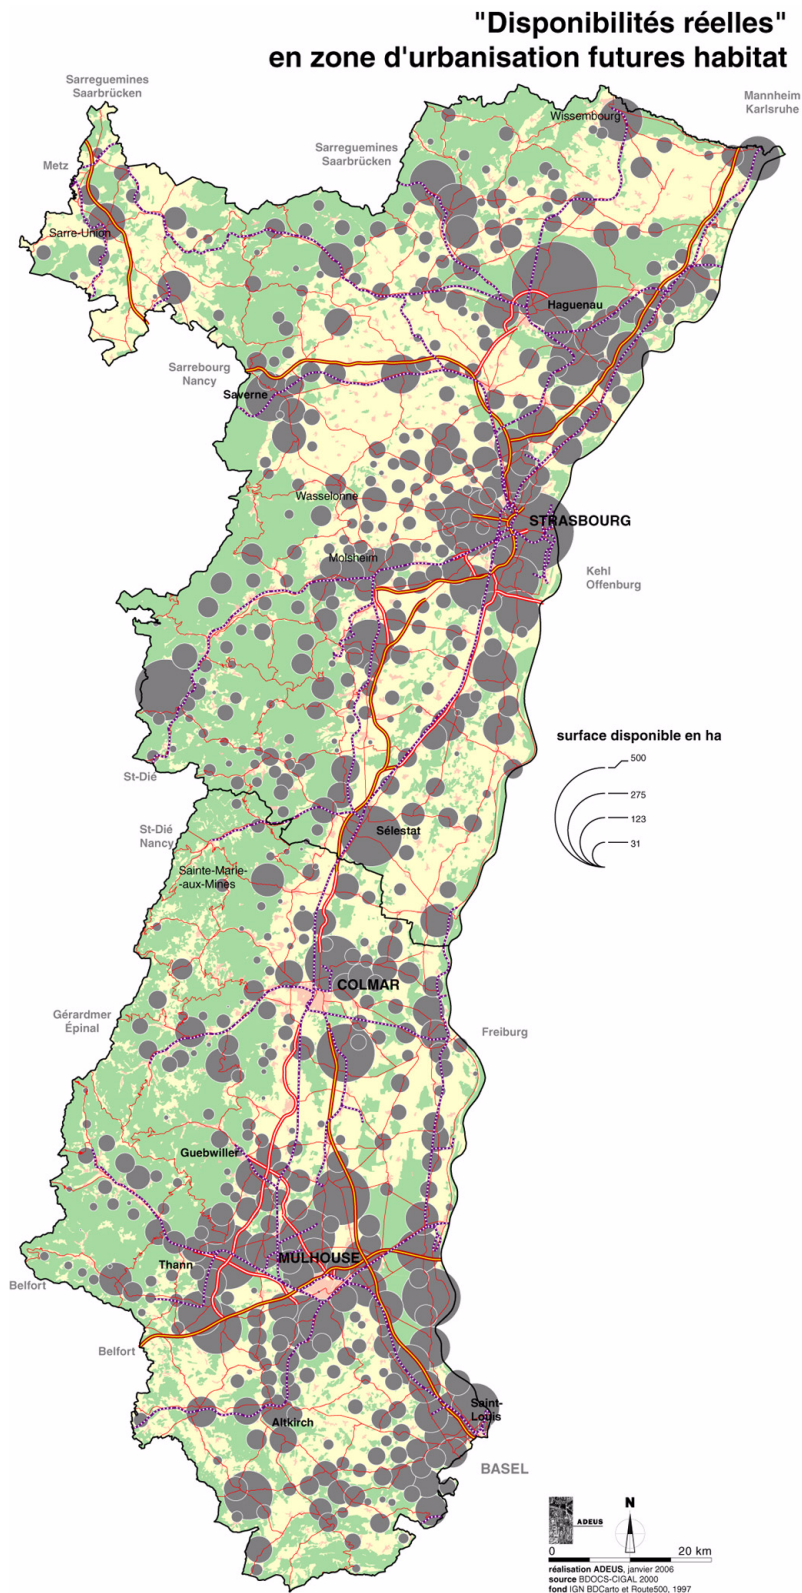 "Disponibilités réelles"
en zone d'urbanisation futures habitat
Sarreguemines
Saarbrücken
Mannheim
Karlsruhe
Wissembourg
Sarreguemines
Saarbrücken
Metz
Sarre-Union
Haguenau
Sarrebourg
Nancy
Saverne
Wasselonne
STRASBOURG
Molsheim
Kehl
Offenburg
surface disponible en ha
500
275
123
31
St-Dié
St-Dié
Nancy
Sélestat
Sainte-Marie-
-aux-Mines
COLMAR
Gérardmer
Épinal
Freiburg
Guebwiller
MULHOUSE
Thann
Belfort
Belfort
Saint-
Louis
Altkirch
BASEL
N
ADEUS
0
20 km
réalisation ADEUS, janvier 2006
source BDOCS-CIGAL 2000
fond IGN BDCarto et Route500, 1997